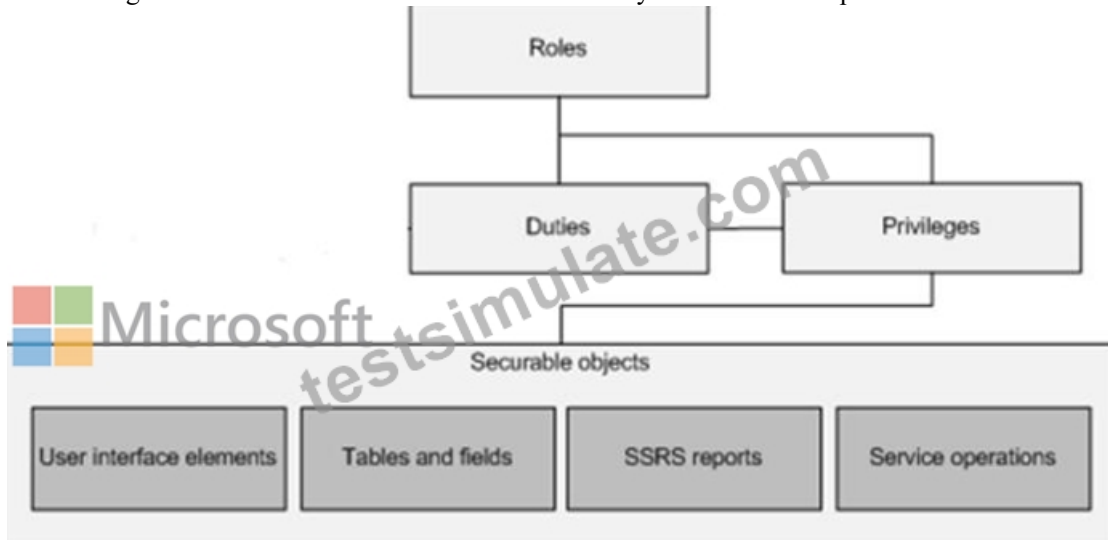 Roles
Duties
Privileges
Microsoft
testsimulate.com
Securable objects
User interface elements
Tables and fields
SSRS reports
Service operations